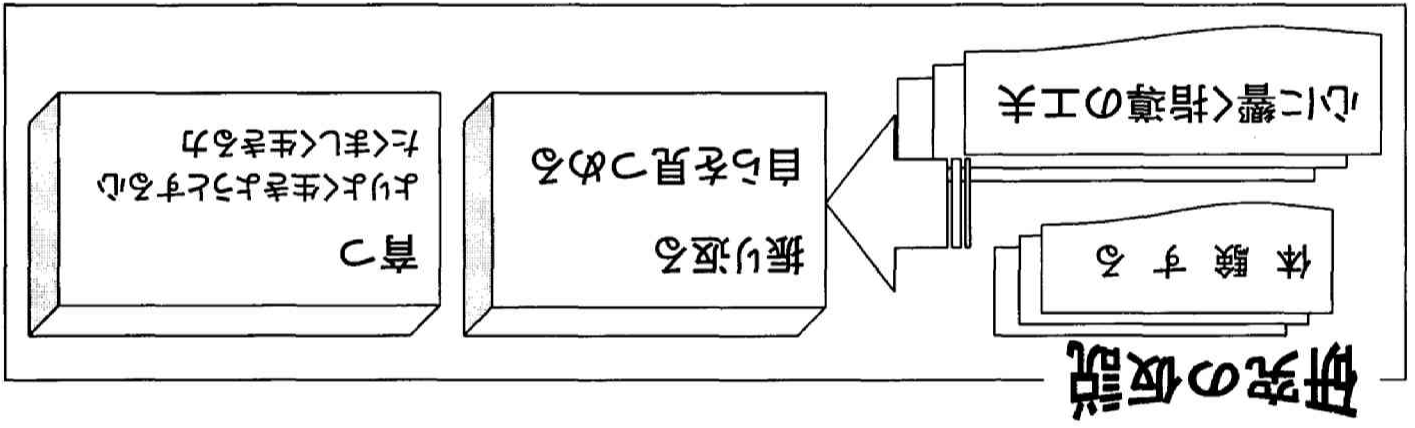 研究の仮説
体験する
心に響く指導の工夫
振り返る
自らを見つめる
育つ
よりよく生きようとする心
たくましく生きる力